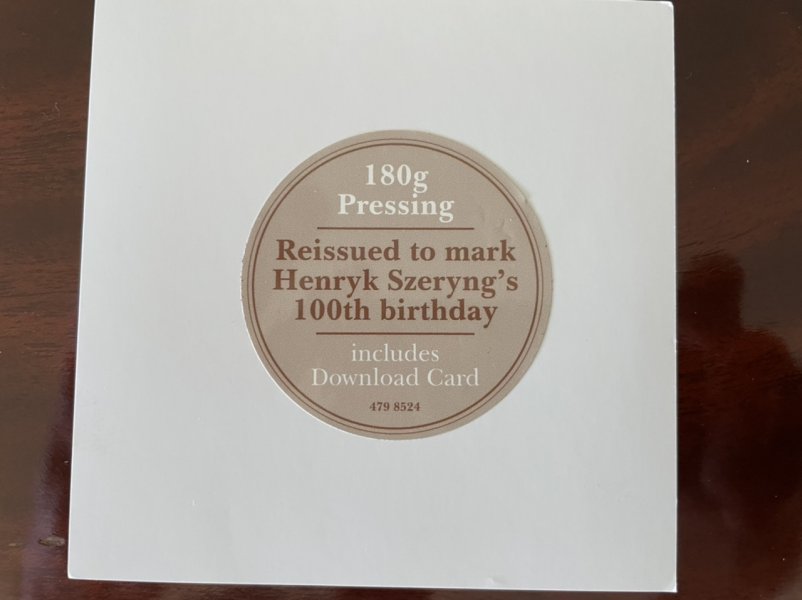 180g
Pressing
Reissued to mark
Henryk Szeryng's
100th birthday
includes
Download Card
479 8524